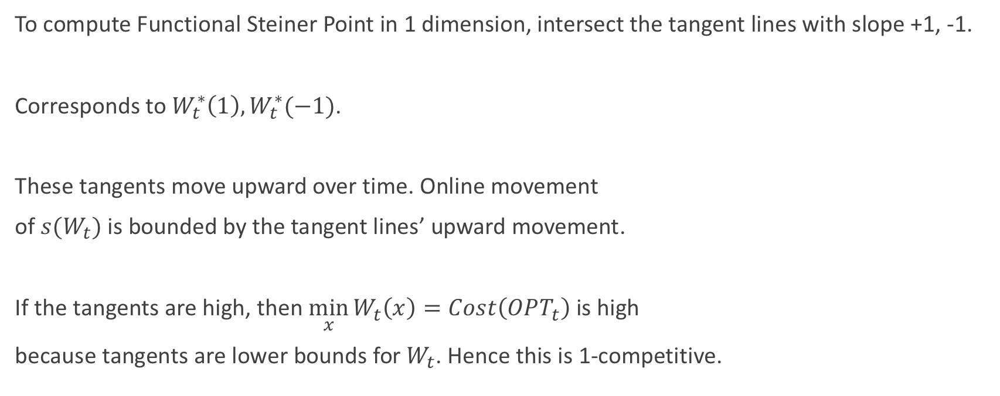 To compute Functional Steiner Point in 1 dimension, intersect the tangent lines with slope +1, -1.
Corresponds to $W_t^*(1), W_t^*(-1)$.
These tangents move upward over time. Online movement
of $s(W_t)$ is bounded by the tangent lines’ upward movement.
If the tangents are high, then $\min_x W_t(x) = Cost(OPT_t)$ is high
because tangents are lower bounds for $W_t$. Hence this is 1-competitive.